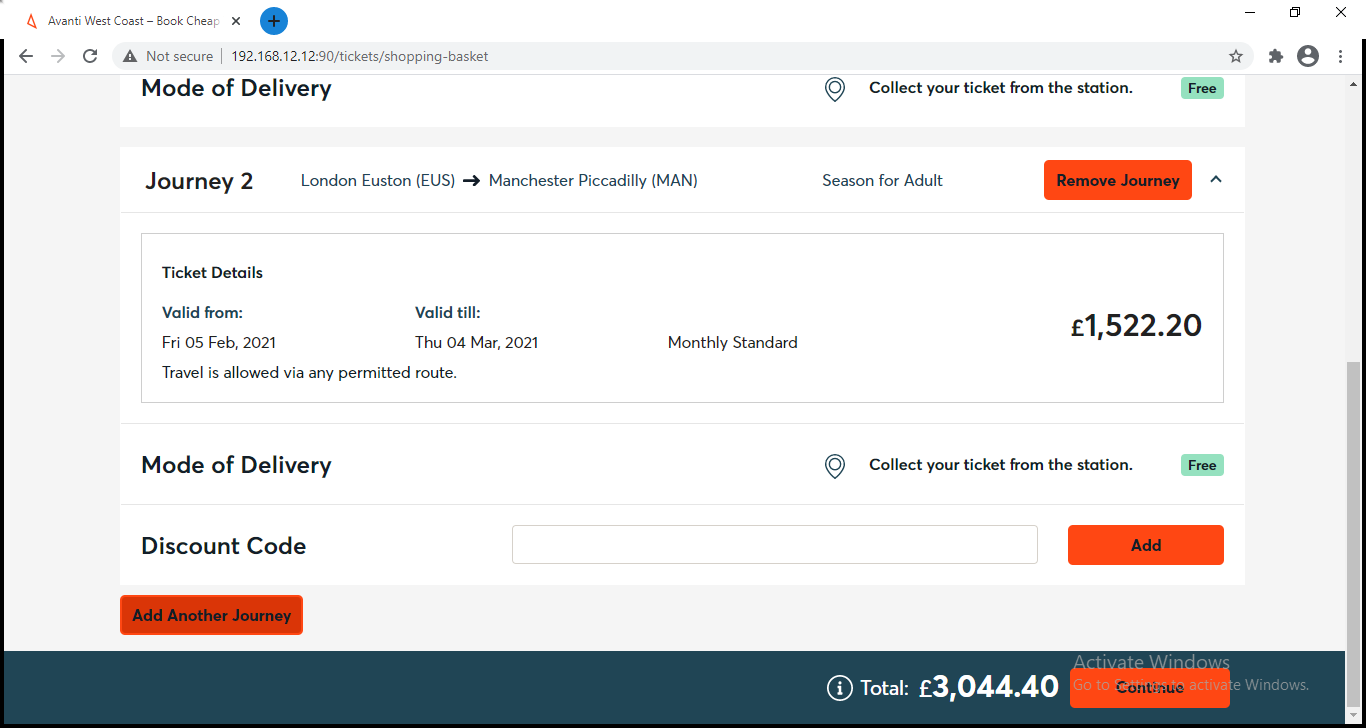 Avanti West Coast – Book Cheap
Not secure 192.168.12.12:90/tickets/shopping-basket
Mode of Delivery Collect your ticket from the station. Free
Journey 2 London Euston (EUS) → Manchester Piccadilly (MAN) Season for Adult Remove Journey
Ticket Details
Valid from: Valid till:
£1,522.20
Fri 05 Feb, 2021 Thu 04 Mar, 2021 Monthly Standard
Travel is allowed via any permitted route.
Mode of Delivery Collect your ticket from the station. Free
Discount Code Add
Add Another Journey
Activate Windows
Total: £3,044.40 Continue
Go to Settings to activate Windows.